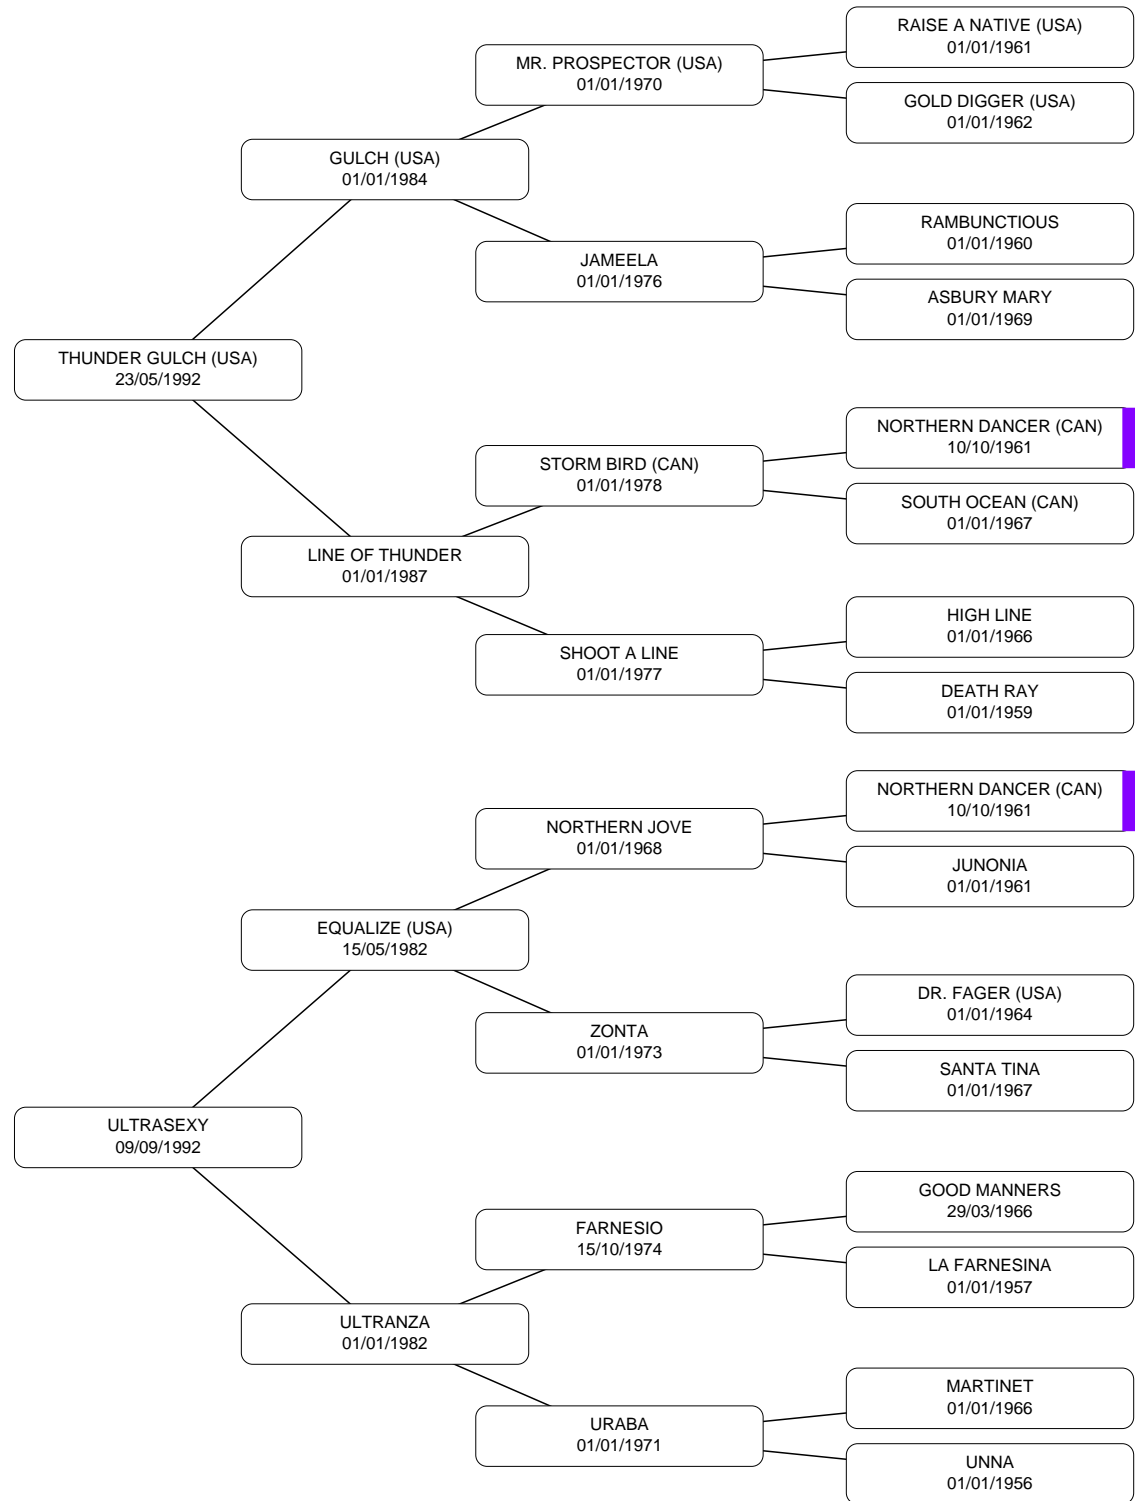 RAISE A NATIVE (USA)
01/01/1961
MR. PROSPECTOR (USA)
01/01/1970
GOLD DIGGER (USA)
01/01/1962
GULCH (USA)
01/01/1984
RAMBUNCTIOUS
01/01/1960
JAMEELA
01/01/1976
ASBURY MARY
01/01/1969
THUNDER GULCH (USA)
23/05/1992
NORTHERN DANCER (CAN)
10/10/1961
STORM BIRD (CAN)
01/01/1978
SOUTH OCEAN (CAN)
01/01/1967
LINE OF THUNDER
01/01/1987
HIGH LINE
01/01/1966
SHOOT A LINE
01/01/1977
DEATH RAY
01/01/1959
NORTHERN DANCER (CAN)
10/10/1961
NORTHERN JOVE
01/01/1968
JUNONIA
01/01/1961
EQUALIZE (USA)
15/05/1982
DR. FAGER (USA)
01/01/1964
ZONTA
01/01/1973
SANTA TINA
01/01/1967
ULTRASEXY
09/09/1992
GOOD MANNERS
29/03/1966
FARNESIO
15/10/1974
LA FARNESINA
01/01/1957
ULTRANZA
01/01/1982
MARTINET
01/01/1966
URABA
01/01/1971
UNNA
01/01/1956